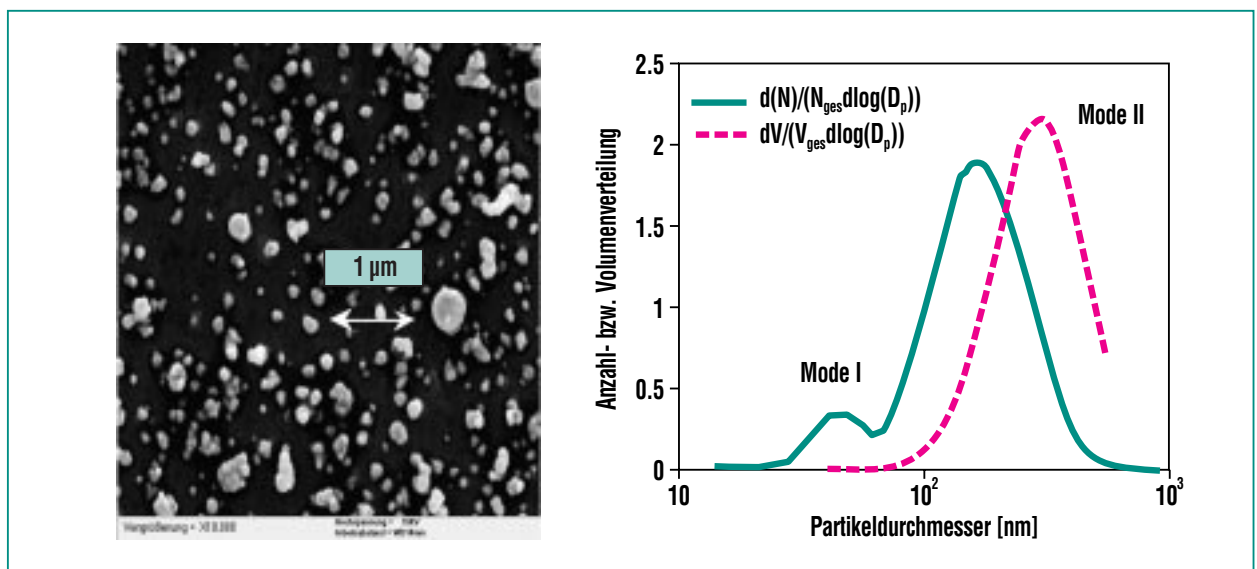 1 µm
Vergrößerung =
2.5
2
1.5
1
0.5
0
10
10²
10³
Anzahl- bzw. Volumenverteilung
Partikeldurchmesser [nm]
d(N)/(N_ges dlog(D_p))
dV/(V_ges dlog(D_p))
Mode I
Mode II